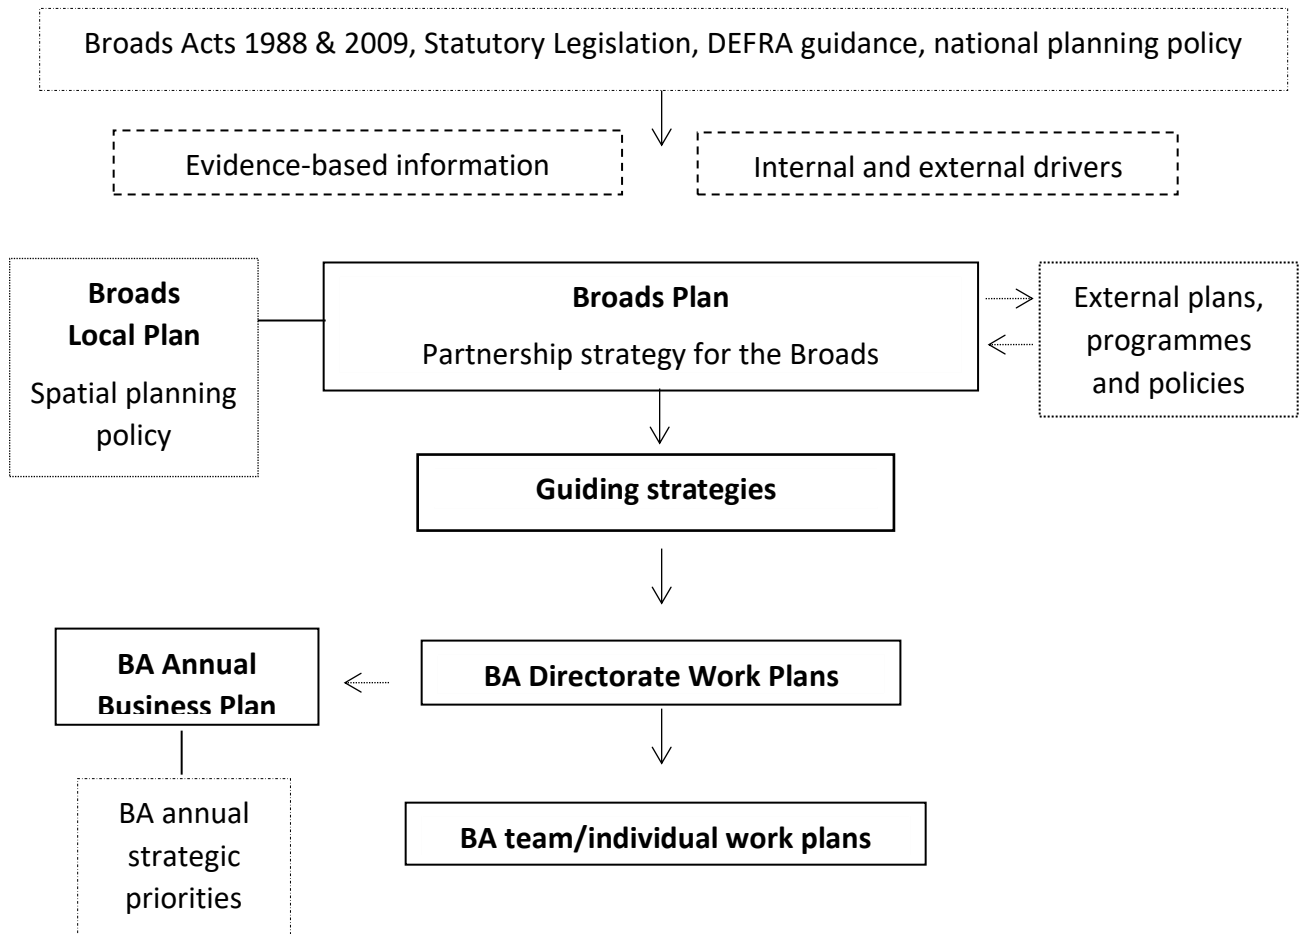 Broads Acts 1988 & 2009, Statutory Legislation, DEFRA guidance, national planning policy
Evidence-based information
Internal and external drivers
Broads
Local Plan
Spatial planning
policy
Broads Plan
Partnership strategy for the Broads
External plans,
programmes
and policies
Guiding strategies
BA Annual
Business Plan
BA Directorate Work Plans
BA annual
strategic
priorities
BA team/individual work plans